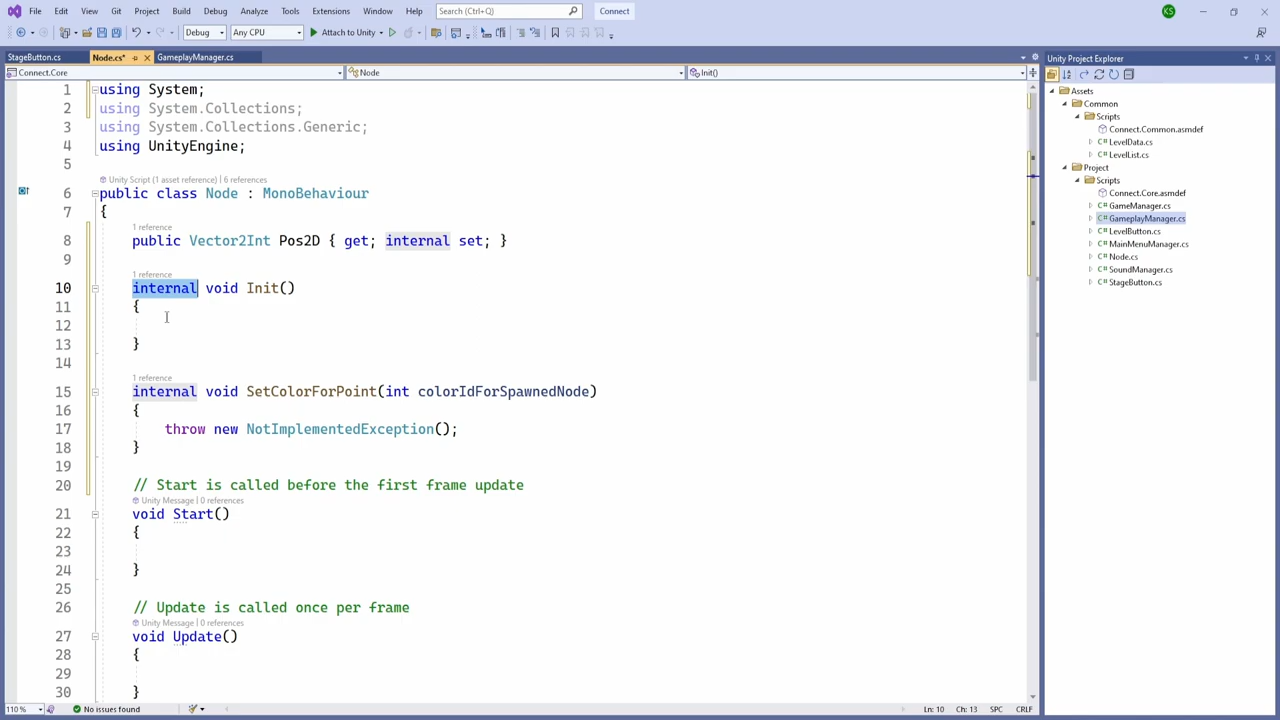 File Edit View Git Project Build Debug Analyze Tools Extensions Window Help Search (Ctrl+Q) Connect KS
Debug Any CPU Attach to Unity
StageButton.cs Node.cs* GameplayManager.cs
Connect.Core Node Init()
1 using System;
2 using System.Collections;
3 using System.Collections.Generic;
4 using UnityEngine;
5
Unity Script (1 asset reference) | 6 references
6 public class Node : MonoBehaviour
7 {
1 reference
8 public Vector2Int Pos2D { get; internal set; }
9
1 reference
10 internal void Init()
11 {
12
13 }
14
1 reference
15 internal void SetColorForPoint(int colorIdForSpawnedNode)
16 {
17 throw new NotImplementedException();
18 }
19
20 // Start is called before the first frame update
Unity Message | 0 references
21 void Start()
22 {
23
24 }
25
26 // Update is called once per frame
Unity Message | 0 references
27 void Update()
28 {
29
30 }
110 % No issues found Ln: 10 Ch: 13 SPC CRLF
Unity Project Explorer
Assets
Common
Scripts
Connect.Common.asmdef
LevelData.cs
LevelList.cs
Project
Scripts
Connect.Core.asmdef
GameManager.cs
GameplayManager.cs
LevelButton.cs
MainMenuManager.cs
Node.cs
SoundManager.cs
StageButton.cs